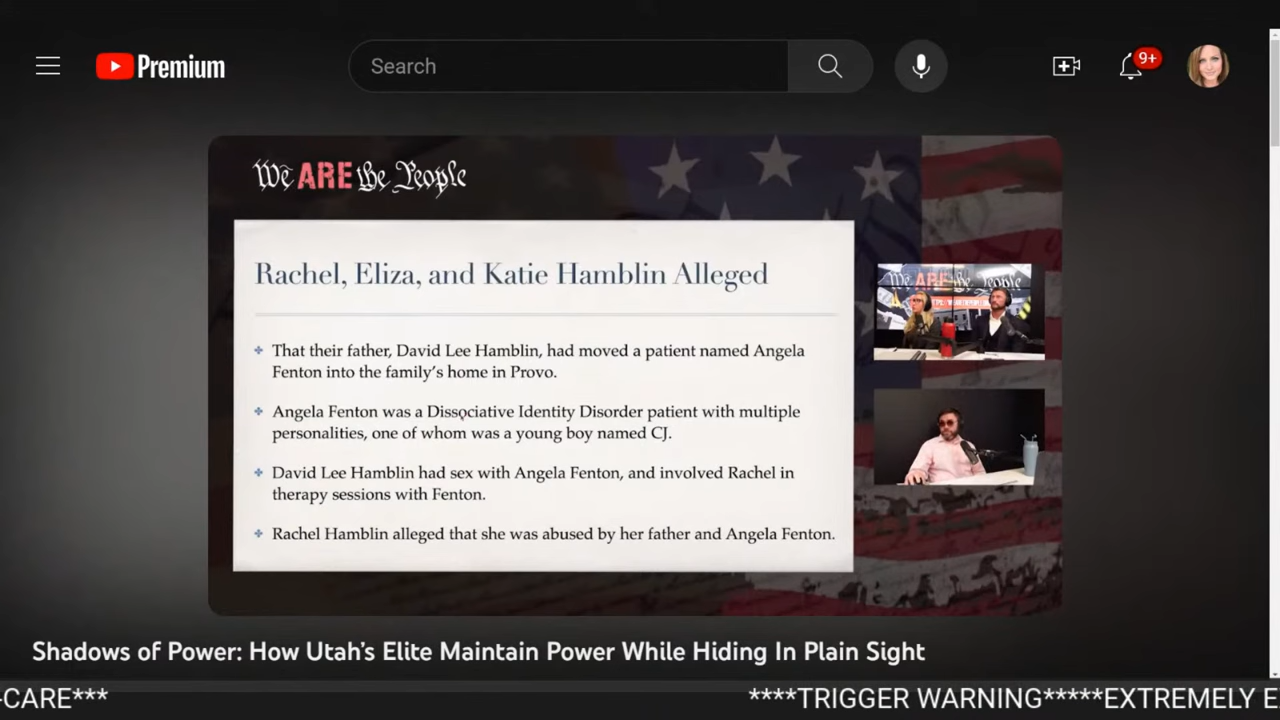 Premium
Search
9+
We ARE the People
Rachel, Eliza, and Katie Hamblin Alleged
That their father, David Lee Hamblin, had moved a patient named Angela
Fenton into the family's home in Provo.
Angela Fenton was a Dissociative Identity Disorder patient with multiple
personalities, one of whom was a young boy named CJ.
David Lee Hamblin had sex with Angela Fenton, and involved Rachel in
therapy sessions with Fenton.
Rachel Hamblin alleged that she was abused by her father and Angela Fenton.
We ARE the People
Shadows of Power: How Utah's Elite Maintain Power While Hiding In Plain Sight
-CARE*** ****TRIGGER WARNING*****EXTREMELY E